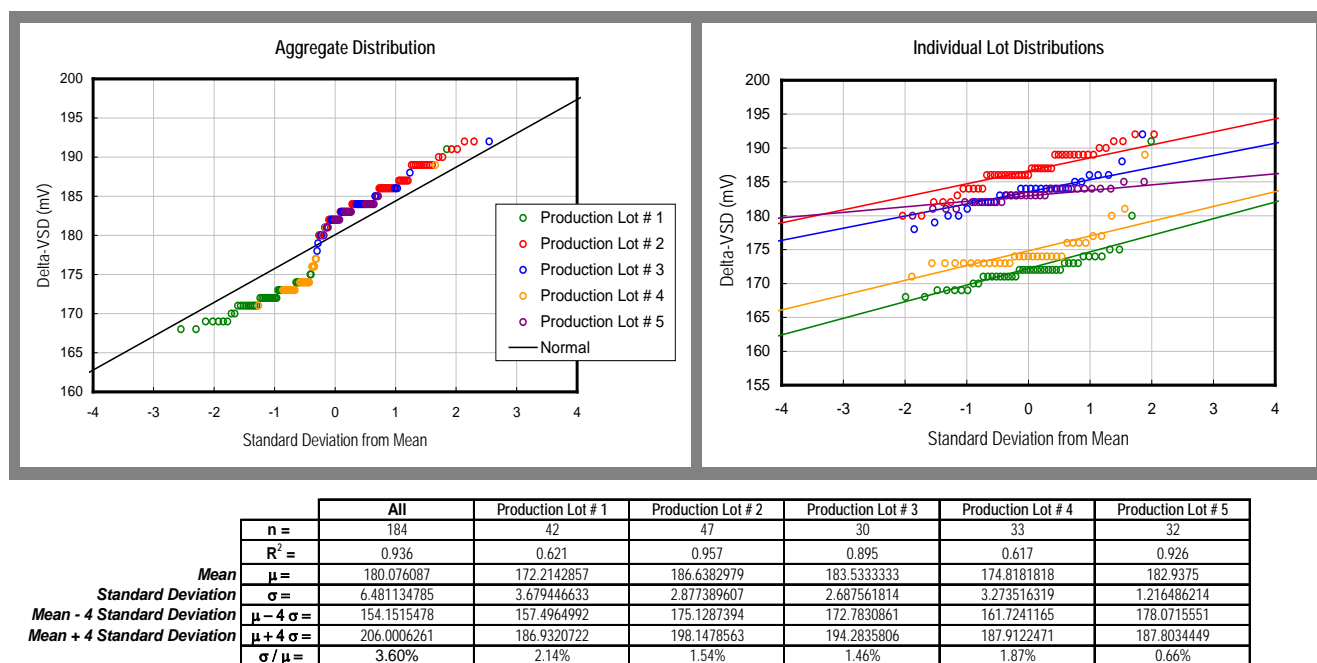 Aggregate Distribution
200
195
190
185
180
175
170
165
160
Delta-VSD (mV)
-4 -3 -2 -1 0 1 2 3 4
Standard Deviation from Mean
Production Lot # 1
Production Lot # 2
Production Lot # 3
Production Lot # 4
Production Lot # 5
Normal
Individual Lot Distributions
200
195
190
185
180
175
170
165
160
155
Delta-VSD (mV)
-4 -3 -2 -1 0 1 2 3 4
Standard Deviation from Mean
All Production Lot # 1 Production Lot # 2 Production Lot # 3 Production Lot # 4 Production Lot # 5
n = 184 42 47 30 33 32
R² = 0.936 0.621 0.957 0.895 0.617 0.926
Mean μ = 180.076087 172.2142857 186.6382979 183.5333333 174.8181818 182.9375
Standard Deviation σ = 6.481134785 3.679446633 2.877389607 2.687561814 3.273516319 1.216486214
Mean - 4 Standard Deviation μ − 4 σ = 154.1515478 157.4964992 175.1287394 172.7830861 161.7241165 178.0715551
Mean + 4 Standard Deviation μ + 4 σ = 206.0006261 186.9320722 198.1478563 194.2835806 187.9122471 187.8034449
σ / μ = 3.60% 2.14% 1.54% 1.46% 1.87% 0.66%